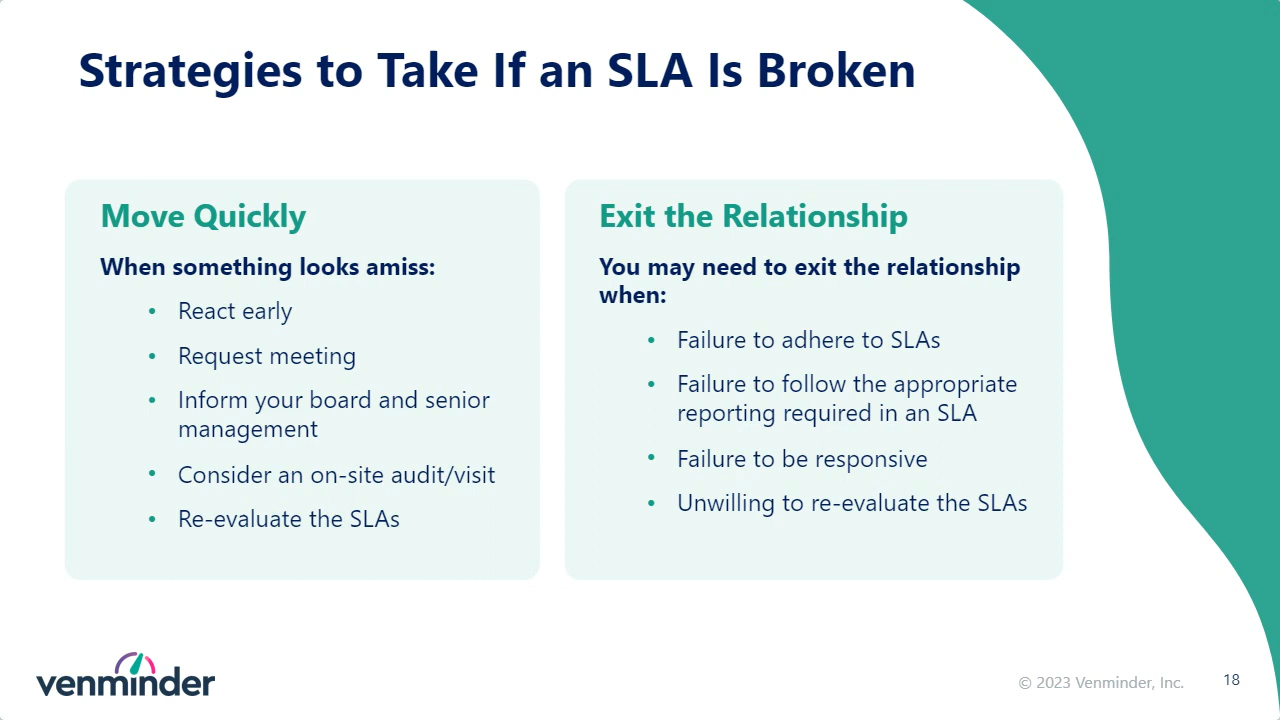 Strategies to Take If an SLA Is Broken
Move Quickly
When something looks amiss:
• React early
• Request meeting
• Inform your board and senior
management
• Consider an on-site audit/visit
• Re-evaluate the SLAs
Exit the Relationship
You may need to exit the relationship
when:
• Failure to adhere to SLAs
• Failure to follow the appropriate
reporting required in an SLA
• Failure to be responsive
• Unwilling to re-evaluate the SLAs
venminder
© 2023 Venminder, Inc.
18